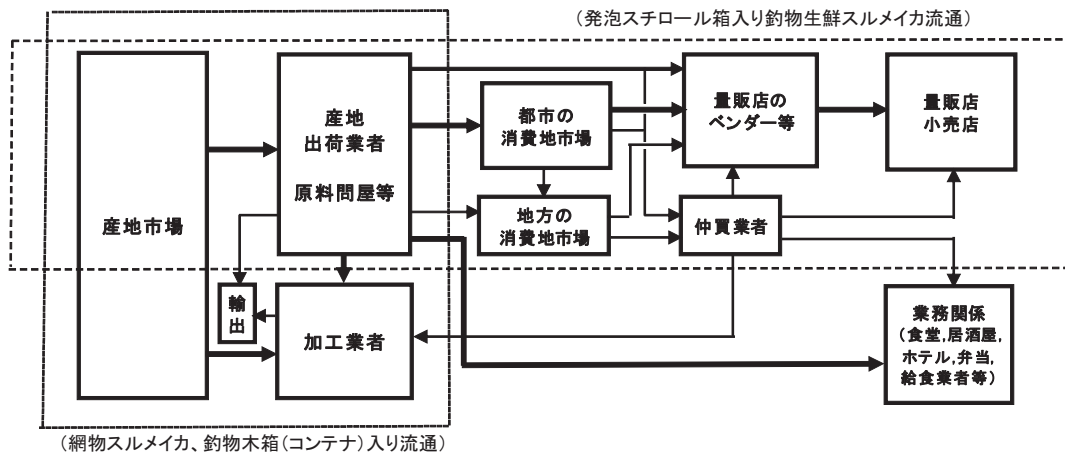 （発泡スチロール箱入り釣物生鮮スルメイカ流通）
産地市場
産地
出荷業者
原料問屋等
都市の
消費地市場
地方の
消費地市場
量販店の
ベンダー等
仲買業者
量販店
小売店
輸
出
加工業者
業務関係
（食堂,居酒屋,
ホテル,弁当,
給食業者等）
（網物スルメイカ、釣物木箱（コンテナ）入り流通）